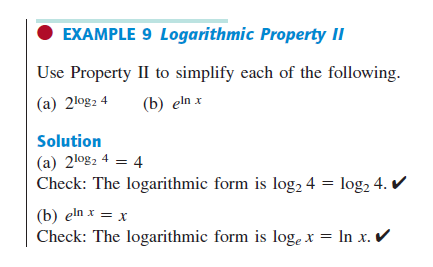 ● EXAMPLE 9 Logarithmic Property II
Use Property II to simplify each of the following.
(a) 2^{log₂ 4} (b) e^{ln x}
Solution
(a) 2^{log₂ 4} = 4
Check: The logarithmic form is log₂ 4 = log₂ 4. ✔
(b) e^{ln x} = x
Check: The logarithmic form is logₑ x = ln x. ✔